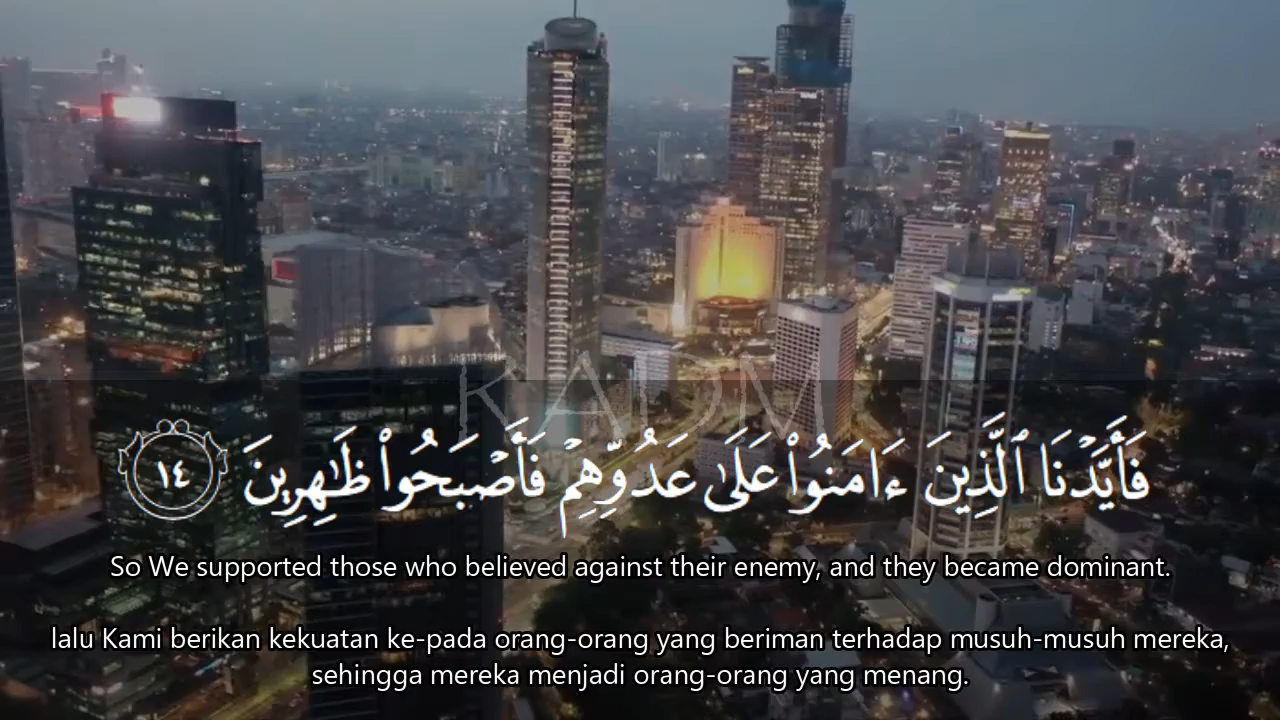 KADM
فَأَيَّدْنَا ٱلَّذِينَ ءَامَنُوا۟ عَلَىٰ عَدُوِّهِمْ فَأَصْبَحُوا۟ ظَٰهِرِينَ ١٤
So We supported those who believed against their enemy, and they became dominant.
lalu Kami berikan kekuatan ke-pada orang-orang yang beriman terhadap musuh-musuh mereka,
sehingga mereka menjadi orang-orang yang menang.